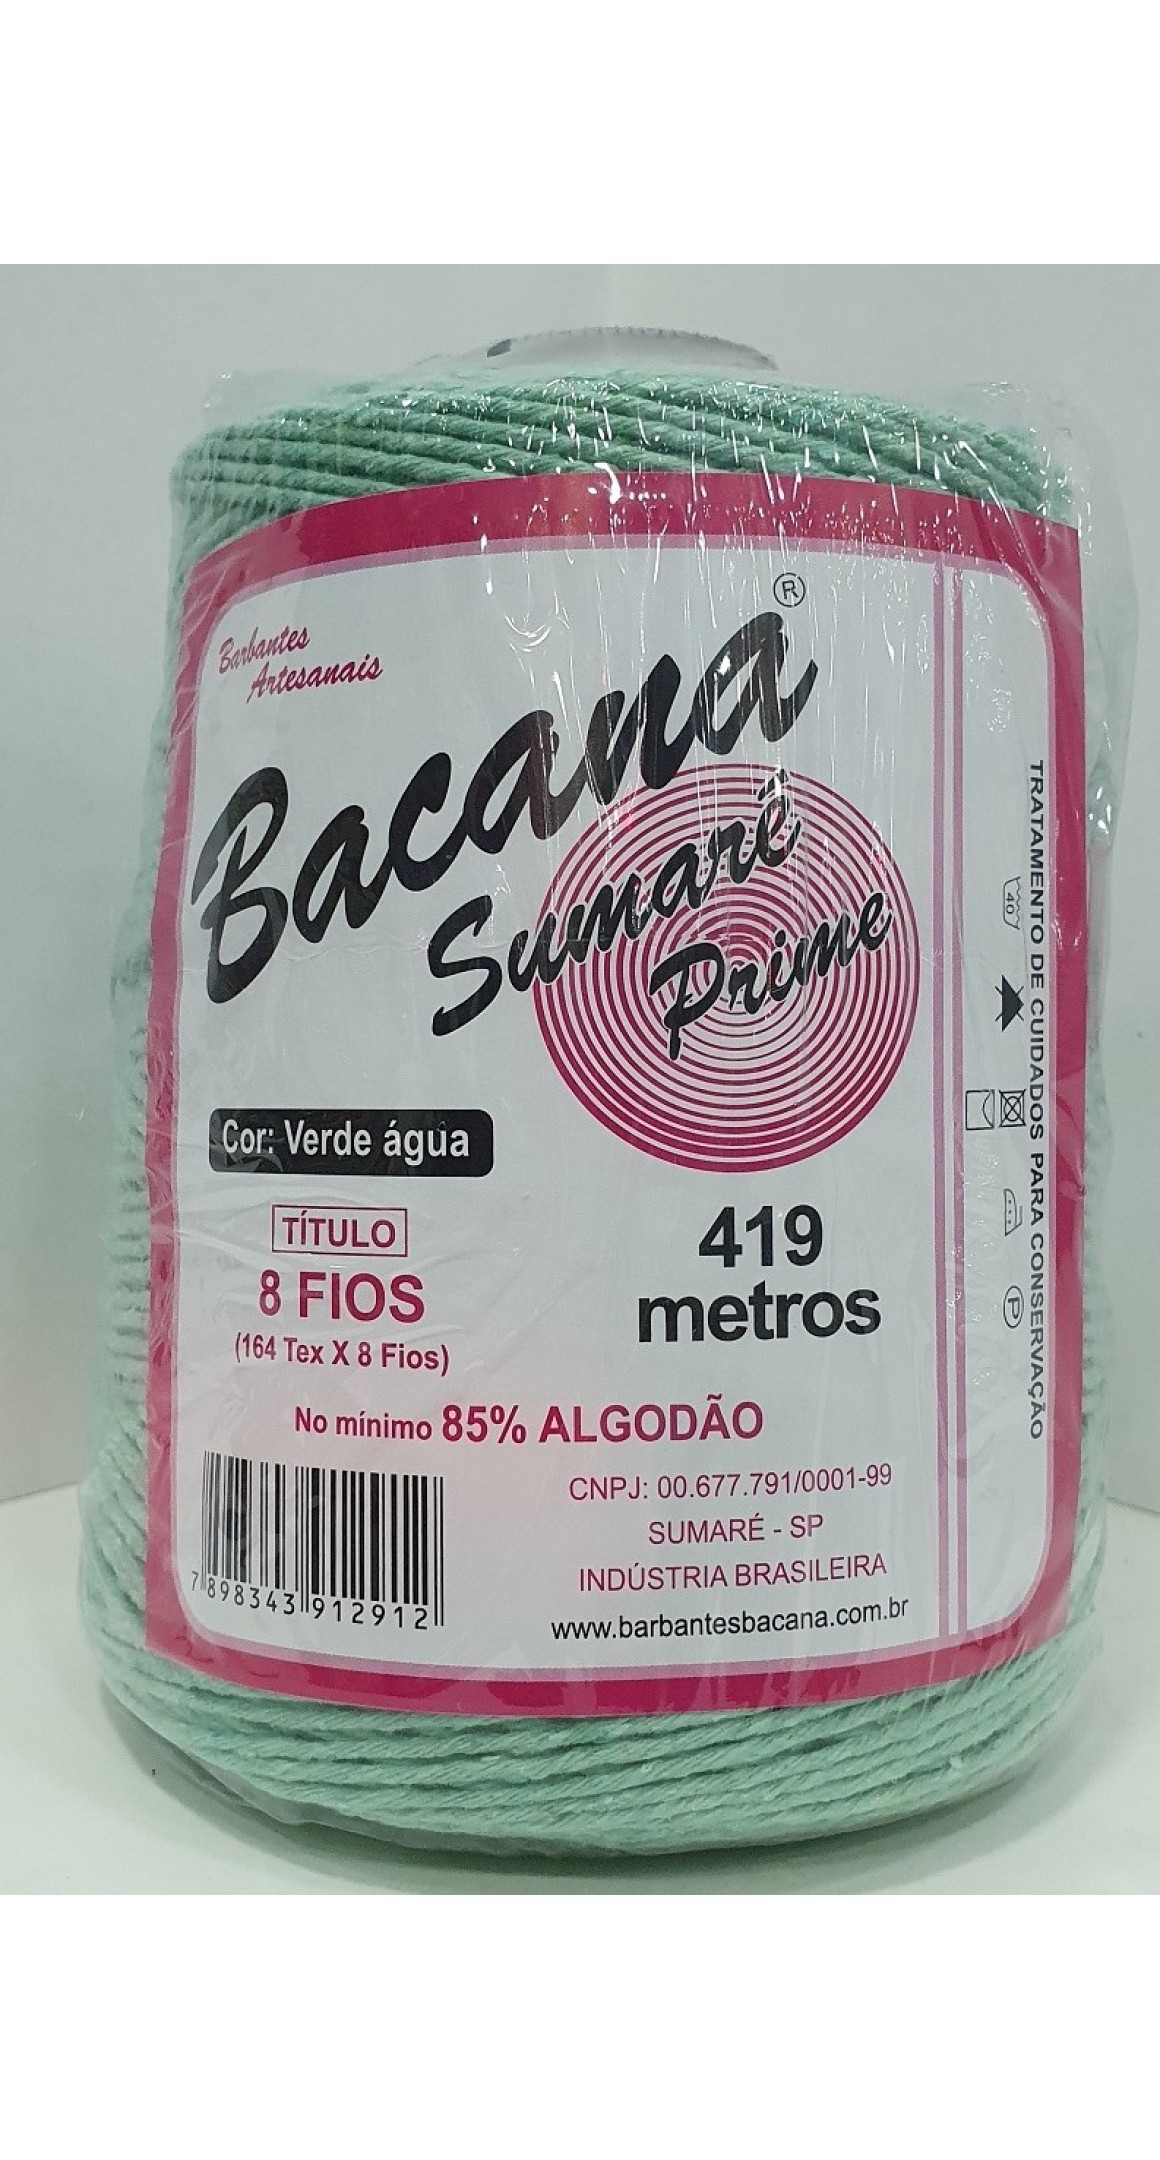 Barbantes
Artesanais
Bacana®
Sumaré
Prime
Cor: Verde água
TÍTULO
8 FIOS
(164 Tex X 8 Fios)
419
metros
No mínimo 85% ALGODÃO
7 898343 912912
CNPJ: 00.677.791/0001-99
SUMARÉ - SP
INDÚSTRIA BRASILEIRA
www.barbantesbacana.com.br
TRATAMENTO DE CUIDADOS PARA CONSERVAÇÃO
40
P